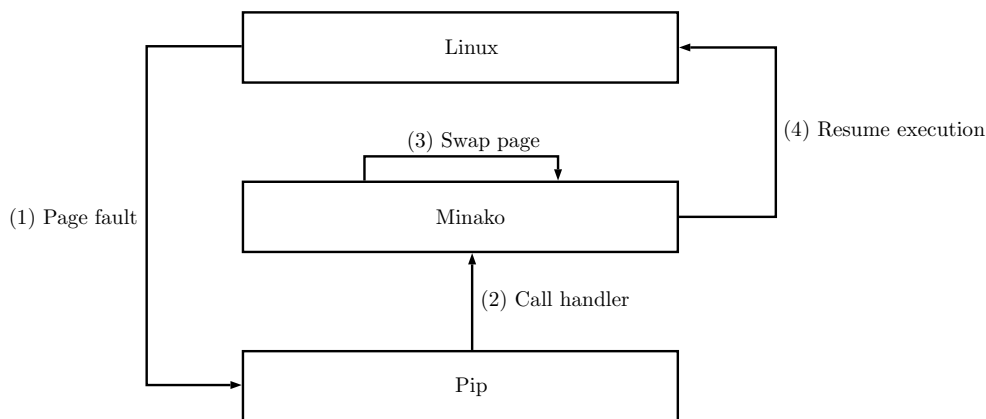 Linux
(4) Resume execution
(3) Swap page
(1) Page fault
Minako
(2) Call handler
Pip